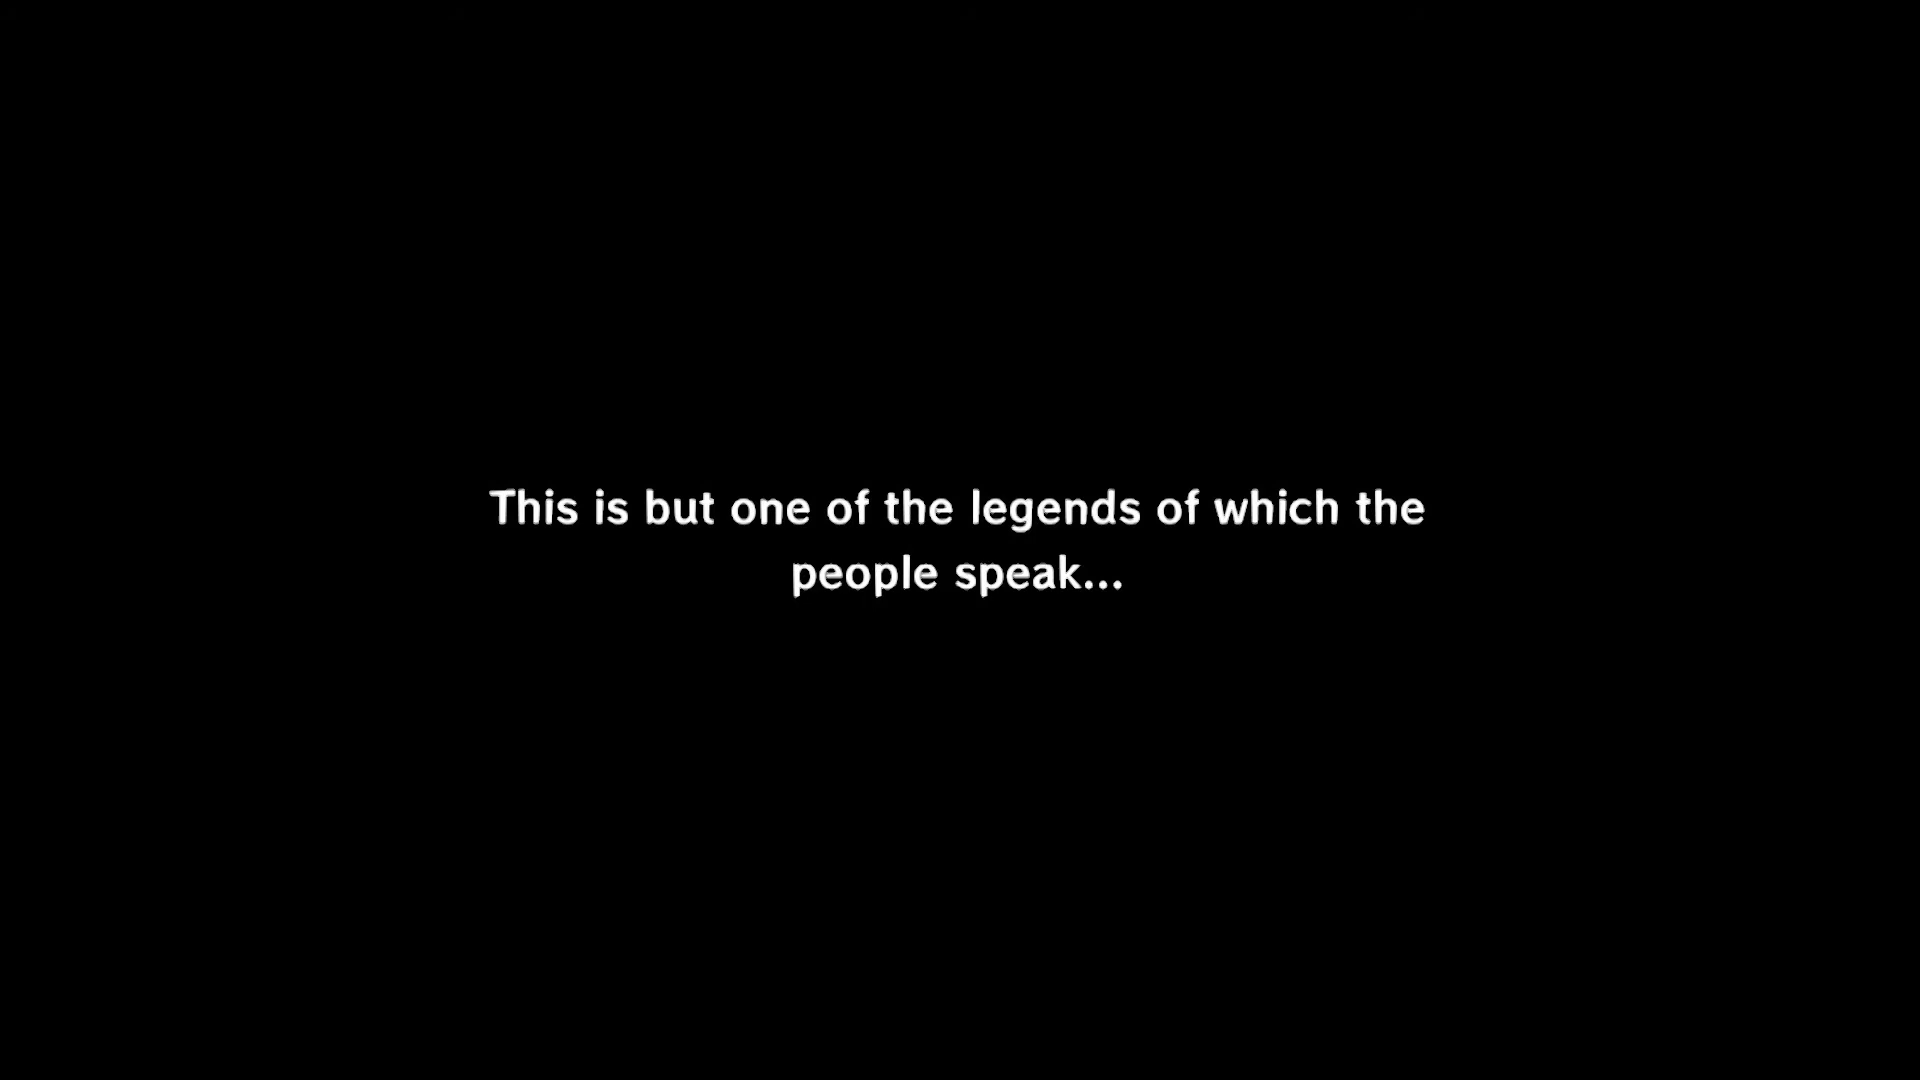 This is but one of the legends of which the
people speak...